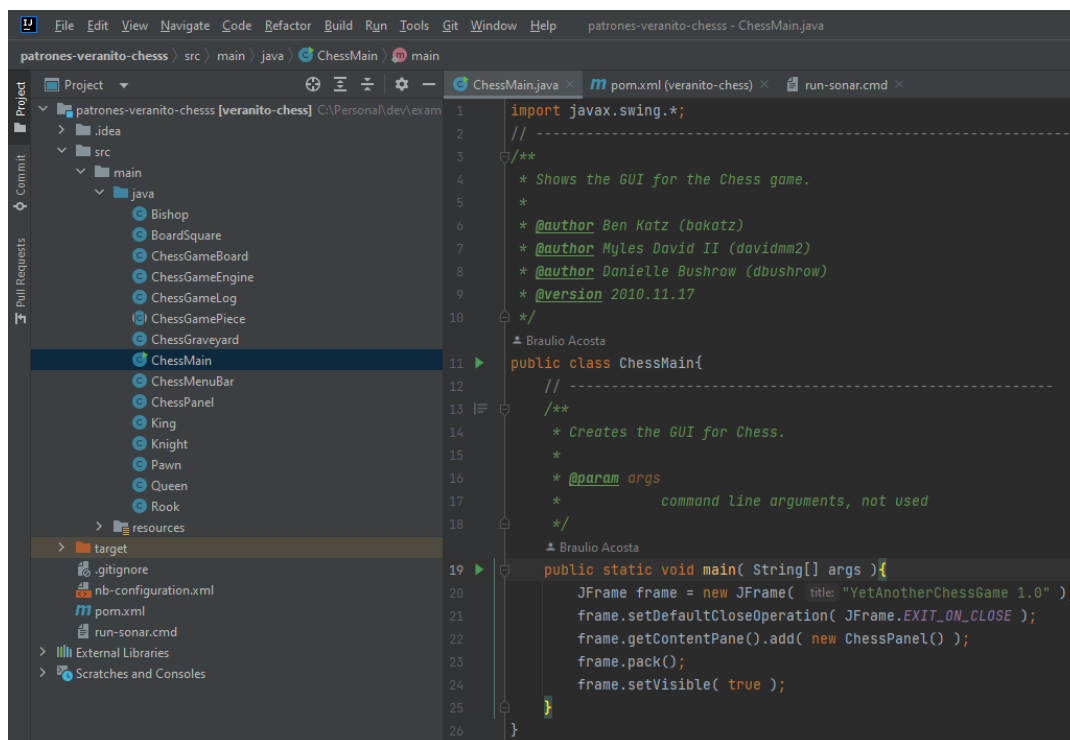 File Edit View Navigate Code Refactor Build Run Tools Git Window Help patrones-veranito-chesss - ChessMain.java
patrones-veranito-chesss 〉 src 〉 main 〉 java 〉 ChessMain 〉 main
Project
Commit
Pull Requests
Project
patrones-veranito-chesss [veranito-chess] C:\Personal\dev\exam
.idea
src
main
java
Bishop
BoardSquare
ChessGameBoard
ChessGameEngine
ChessGameLog
ChessGamePiece
ChessGraveyard
ChessMain
ChessMenuBar
ChessPanel
King
Knight
Pawn
Queen
Rook
resources
target
.gitignore
nb-configuration.xml
pom.xml
run-sonar.cmd
External Libraries
Scratches and Consoles
ChessMain.java × pom.xml (veranito-chess) × run-sonar.cmd ×
1 import javax.swing.*;
2 // -----------------------------------------------------------------
3 /**
4  * Shows the GUI for the Chess game.
5  *
6  * @author Ben Katz (bakatz)
7  * @author Myles David II (davidmm2)
8  * @author Danielle Bushrow (dbushrow)
9  * @version 2010.11.17
10  */
Braulio Acosta
11 public class ChessMain{
12     // ----------------------------------------------------------
13     /**
14      * Creates the GUI for Chess.
15      *
16      * @param args
17      *            command line arguments, not used
18      */
Braulio Acosta
19     public static void main( String[] args ){
20         JFrame frame = new JFrame( title: "YetAnotherChessGame 1.0" )
21         frame.setDefaultCloseOperation( JFrame.EXIT_ON_CLOSE );
22         frame.getContentPane().add( new ChessPanel() );
23         frame.pack();
24         frame.setVisible( true );
25     }
26 }